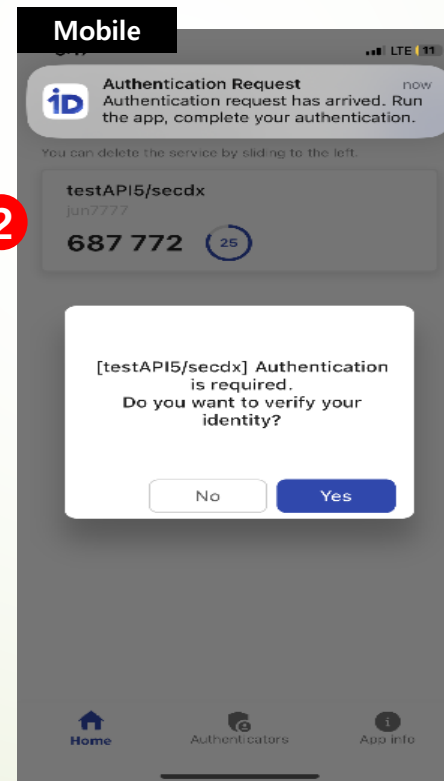 Mobile
LTE 11
iD
Authentication Request now
Authentication request has arrived. Run
the app, complete your authentication.
You can delete the service by sliding to the left.
testAPI5/secdx
jun7777
2
687 772 25
[testAPI5/secdx] Authentication
is required.
Do you want to verify your
identity?
No Yes
Home Authenticators App info